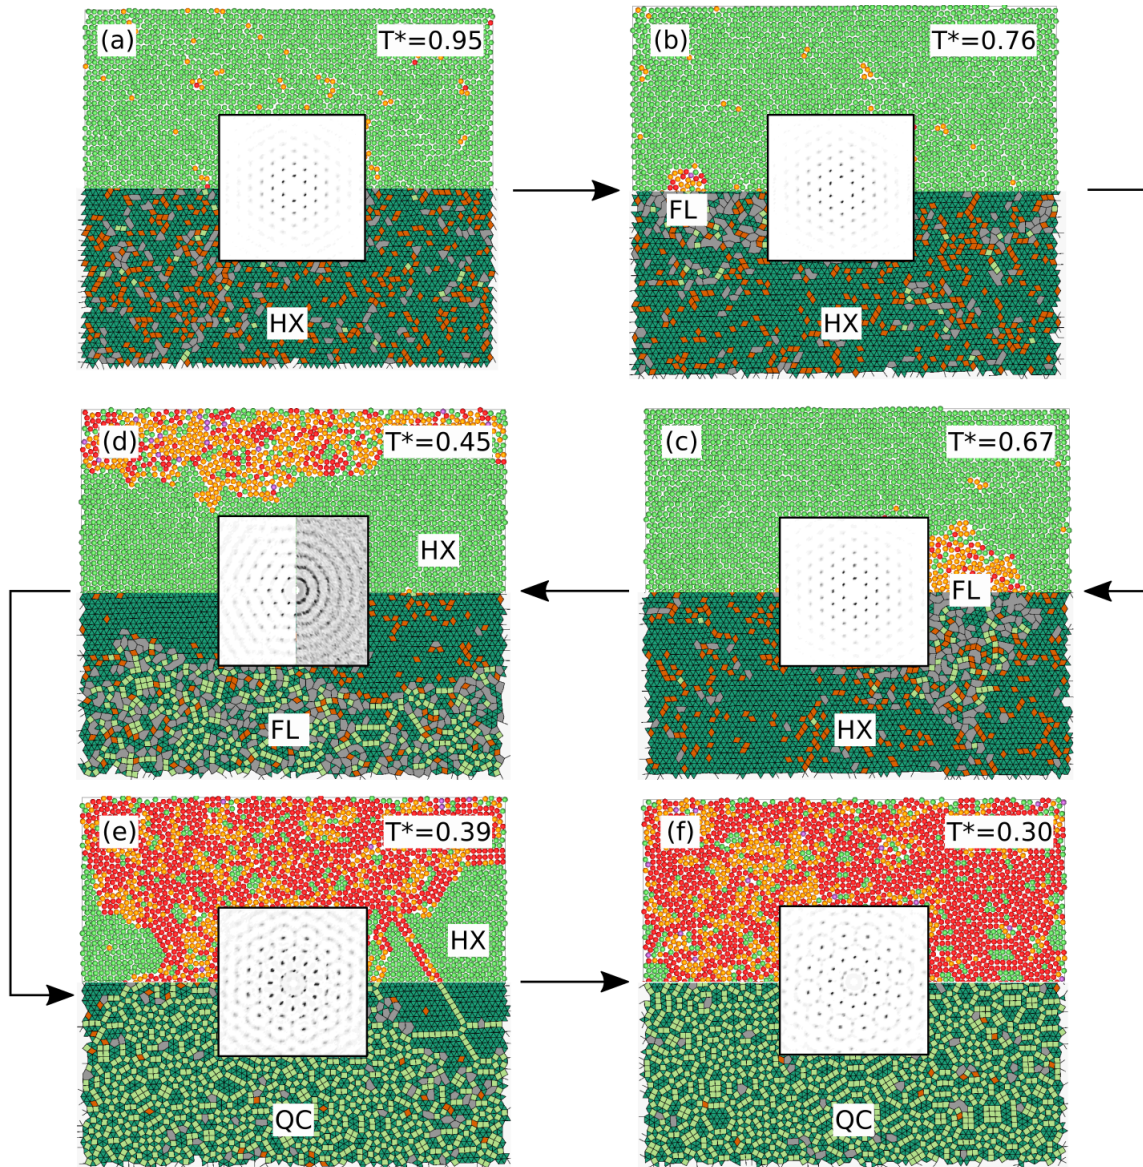 (a)
T*=0.95
HX
(b)
T*=0.76
FL
HX
(d)
T*=0.45
HX
FL
(c)
T*=0.67
FL
HX
(e)
T*=0.39
HX
QC
(f)
T*=0.30
QC